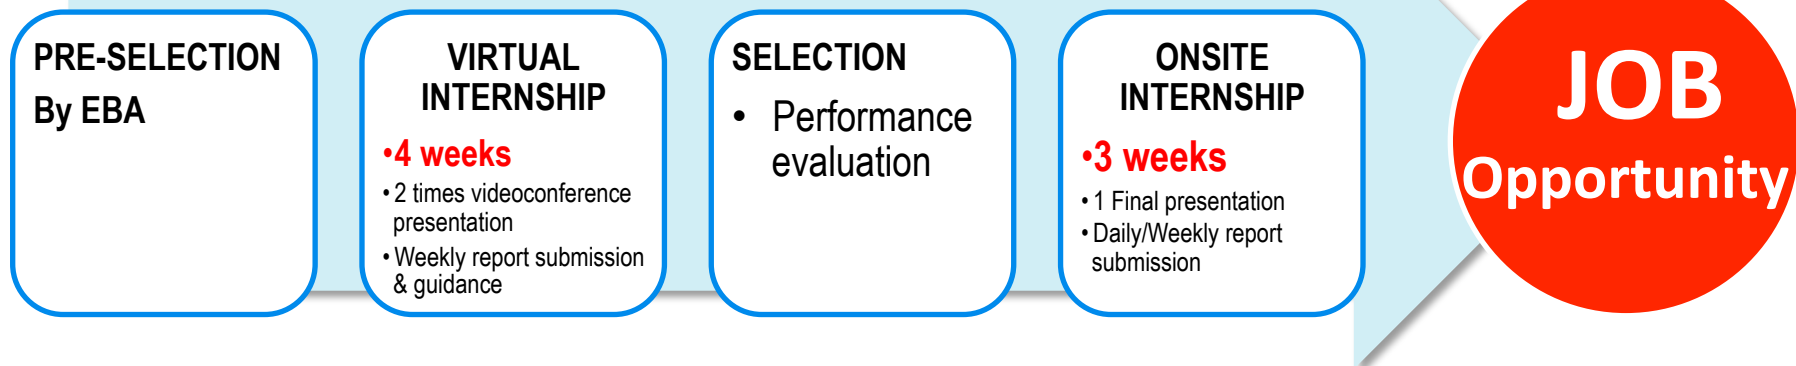 PRE-SELECTION
By EBA
VIRTUAL
INTERNSHIP
•4 weeks
• 2 times videoconference
presentation
• Weekly report submission
& guidance
SELECTION
• Performance
evaluation
ONSITE
INTERNSHIP
•3 weeks
• 1 Final presentation
• Daily/Weekly report
submission
JOB
Opportunity